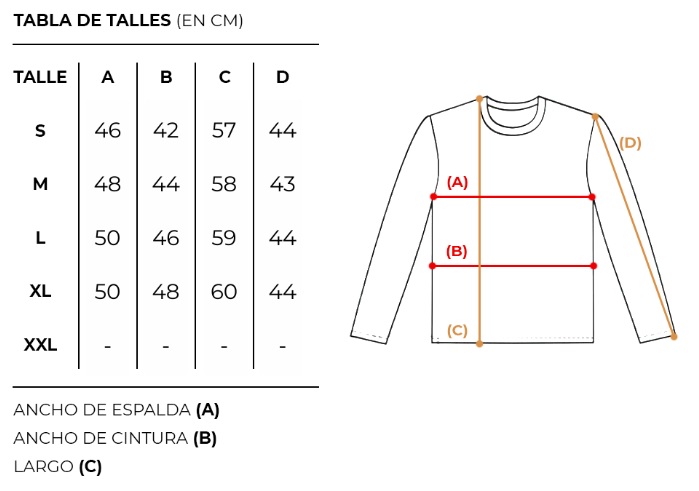 TABLA DE TALLES (EN CM)
TALLE A B C D
S 46 42 57 44
M 48 44 58 43
L 50 46 59 44
XL 50 48 60 44
XXL - - - -
ANCHO DE ESPALDA (A)
ANCHO DE CINTURA (B)
LARGO (C)
(D)
(A)
(B)
(C)